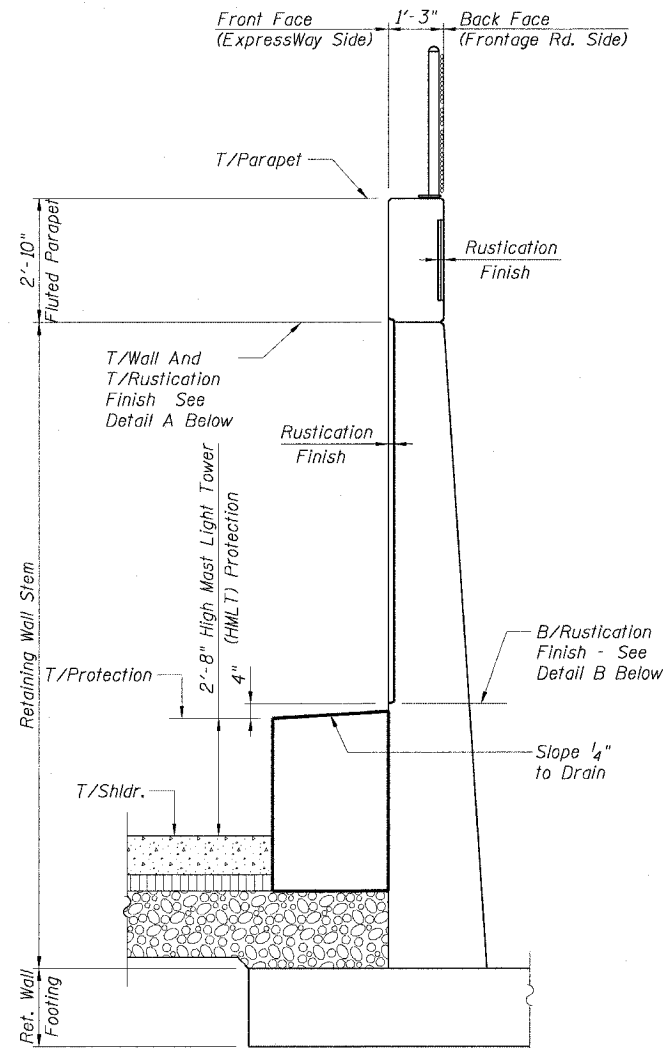 Front Face
(ExpressWay Side)
1'-3"
Back Face
(Frontage Rd. Side)
T/Parapet
2'-10"
Fluted Parapet
Rustication
Finish
T/Wall And
T/Rustication
Finish See
Detail A Below
Rustication
Finish
2'-8" High Mast Light Tower
(HMLT) Protection
4"
Retaining Wall Stem
B/Rustication
Finish - See
Detail B Below
T/Protection
Slope 1/4"
to Drain
T/Shldr.
Ret. Wall
Footing